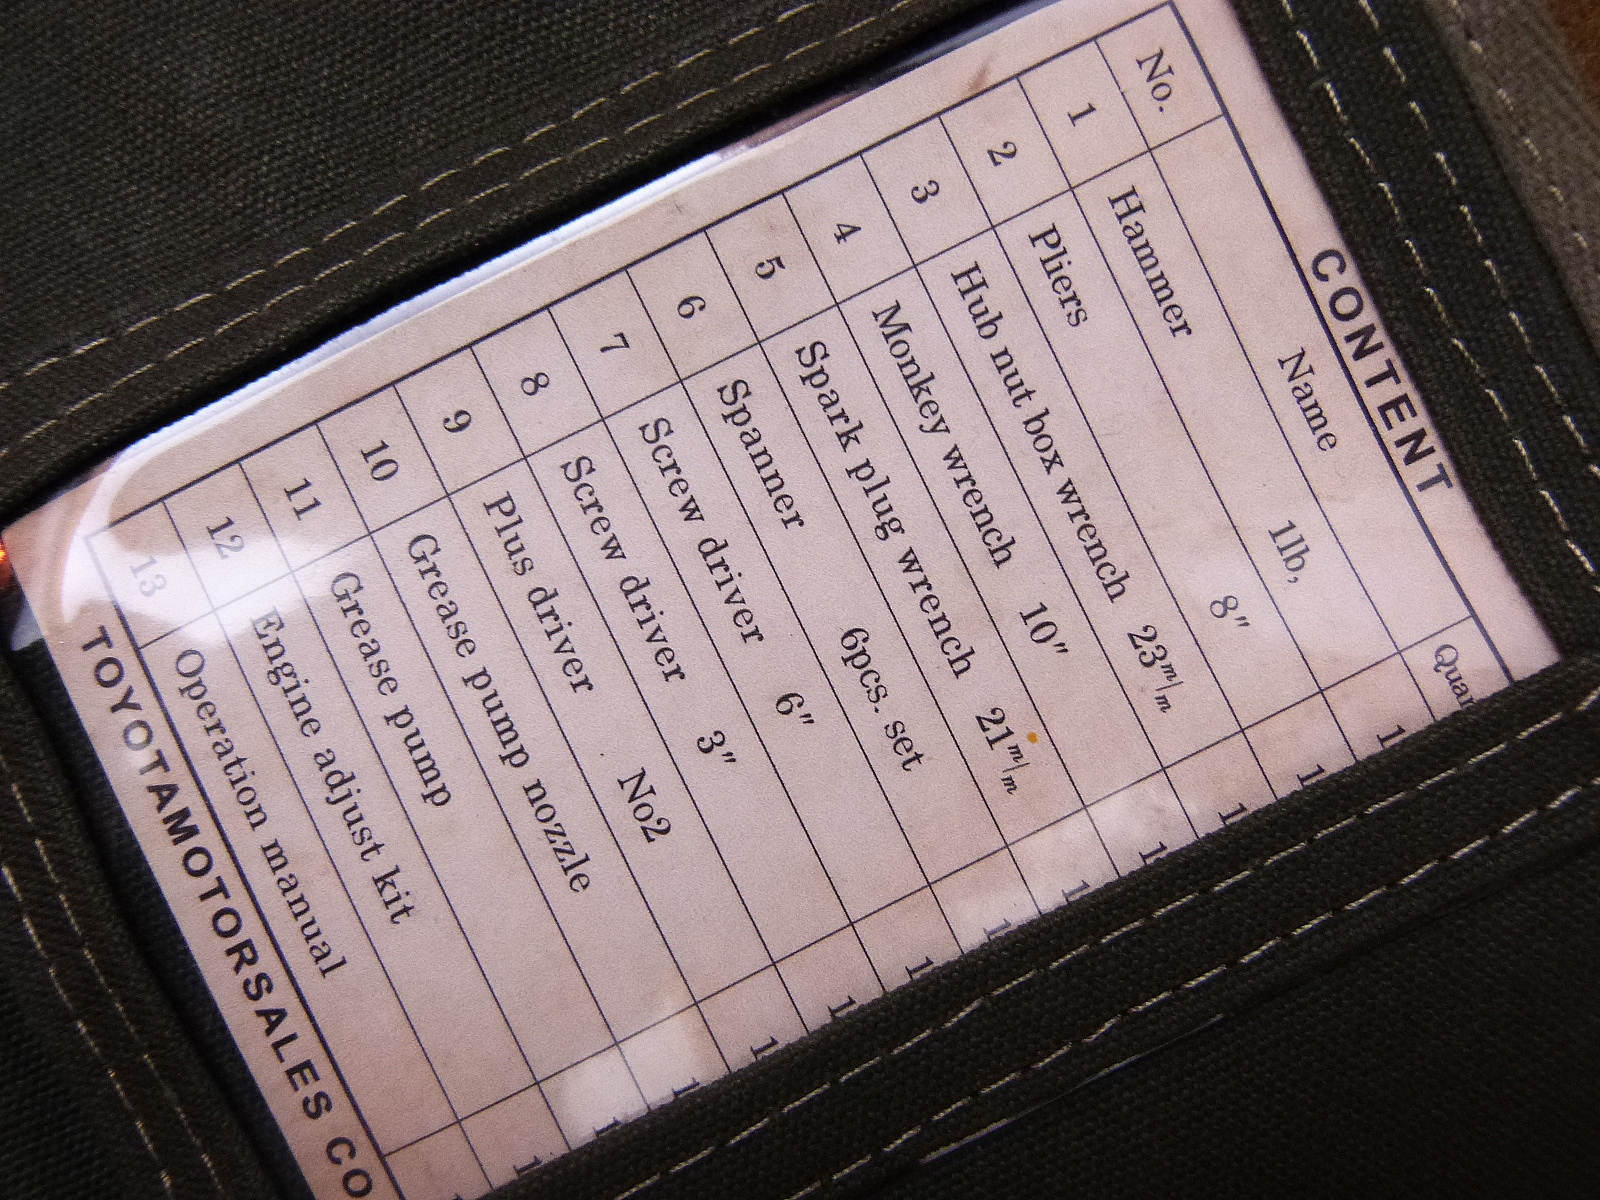 CONTENT
No. Name
1 Hammer 1lb, 1
2 Pliers 8″ 1
3 Hub nut box wrench 23m/m 1
4 Monkey wrench 10″ 1
5 Spark plug wrench 21m/m 1
6 Spanner 6pcs. set 1
7 Screw driver 6″ 1
8 Screw driver 3″ 1
9 Plus driver No2 1
10 Grease pump nozzle 1
11 Grease pump 1
12 Engine adjust kit 1
13 Operation manual
TOYOTAMOTORSALES CO